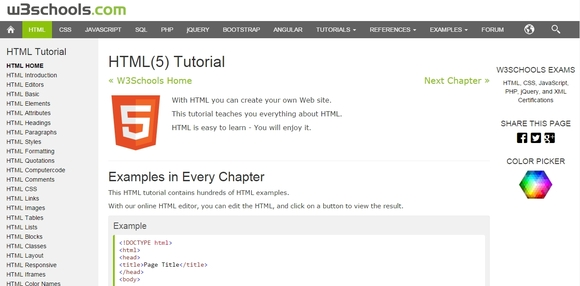 w3schools.com
HTML CSS JAVASCRIPT SQL PHP jQUERY BOOTSTRAP ANGULAR TUTORIALS REFERENCES EXAMPLES FORUM
HTML Tutorial
HTML HOME
HTML Introduction
HTML Editors
HTML Basic
HTML Elements
HTML Attributes
HTML Headings
HTML Paragraphs
HTML Styles
HTML Formatting
HTML Quotations
HTML Computercode
HTML Comments
HTML CSS
HTML Links
HTML Images
HTML Tables
HTML Lists
HTML Blocks
HTML Classes
HTML Layout
HTML Responsive
HTML Iframes
HTML Color Names
HTML(5) Tutorial
« W3Schools Home
Next Chapter »
5
With HTML you can create your own Web site.
This tutorial teaches you everything about HTML.
HTML is easy to learn - You will enjoy it.
Examples in Every Chapter
This HTML tutorial contains hundreds of HTML examples.
With our online HTML editor, you can edit the HTML, and click on a button to view the result.
Example
<!DOCTYPE html>
<html>
<head>
<title>Page Title</title>
</head>
<body>
W3SCHOOLS EXAMS
HTML, CSS, JavaScript,
PHP, jQuery, and XML
Certifications
SHARE THIS PAGE
COLOR PICKER